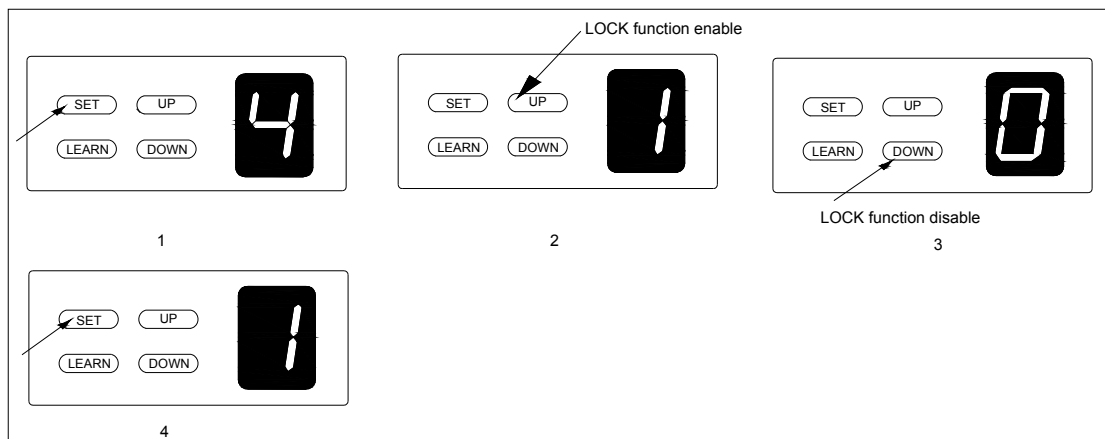 LOCK function enable
SET UP
4
LEARN DOWN
1
SET UP
1
LEARN DOWN
2
SET UP
0
LEARN DOWN
LOCK function disable
3
SET UP
1
LEARN DOWN
4